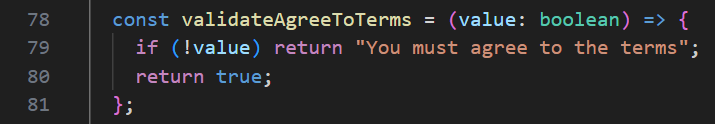 78 const validateAgreeToTerms = (value: boolean) => {
79 if (!value) return "You must agree to the terms";
80 return true;
81 };